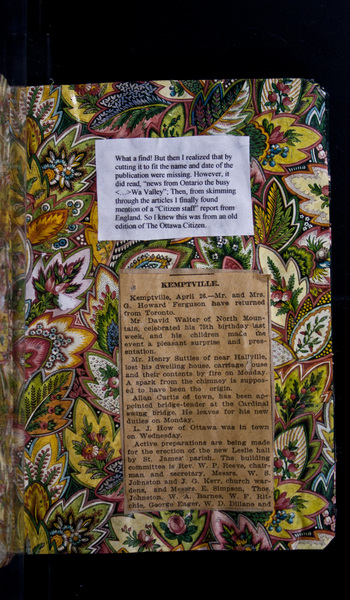 What a find! But then I realized that by
cutting it to fit the name and date of the
publication were missing. However, it
did read, “news from Ontario the busy
<...>Wa Valley”; Then, from skimming
through the articles I finally found
mention of a “Citizen staff” report from
England. So I knew this was from an old
edition of The Ottawa Citizen.
KEMPTVILLE.
Kemptville, April 26.—Mr. and Mrs.
G. Howard Ferguson have returned
from Toronto.
Mr. David Walter of North Moun-
tain, celebrated his 75th birthday last
week, and his children made the
event a pleasant surprise and pres-
entation.
Mr. Henry Suttles of near Hallville,
lost his dwelling house, carriage house
and their contents by fire on Monday.
A spark from the chimney is suppos-
ed to have been the origin.
Allan Curtis of town, has been ap-
pointed bridge-tender at the Cardinal
swing bridge. He leaves for his new
duties on Monday.
L. J. How of Ottawa was in town
on Wednesday.
Active preparations are being made
for the erection of the new Leslie hall
by St. James' parish. The building
committee is Rev. W. P. Reeve, chair-
man and secretary, Messrs. W. H.
Johnston and J. G. Kerr, church war-
dens, and Messrs. E. Simpson, Thos.
Johnston, W. A. Barnes, W. F. Rit-
chie, George Eager, W. D. Dillane and